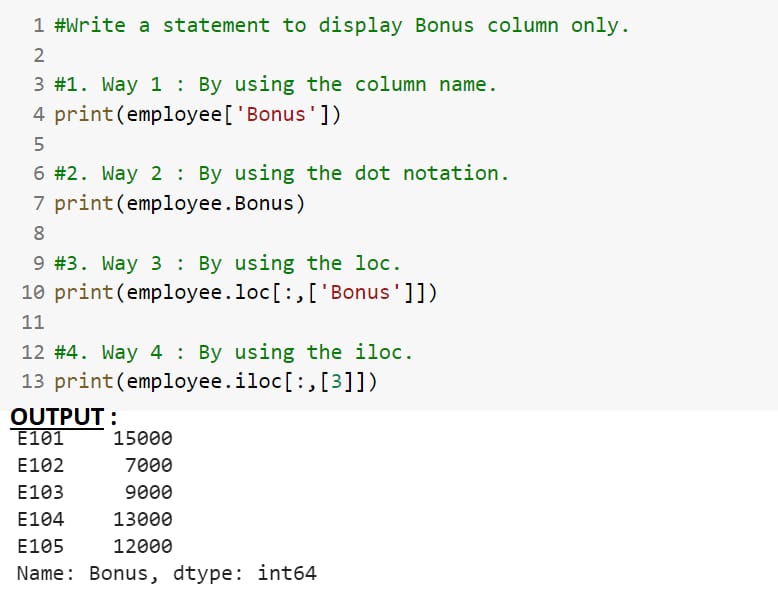 1 #Write a statement to display Bonus column only.
2
3 #1. Way 1 : By using the column name.
4 print(employee['Bonus'])
5
6 #2. Way 2 : By using the dot notation.
7 print(employee.Bonus)
8
9 #3. Way 3 : By using the loc.
10 print(employee.loc[:,['Bonus']])
11
12 #4. Way 4 : By using the iloc.
13 print(employee.iloc[:,[3]])
OUTPUT :
E101 15000
E102 7000
E103 9000
E104 13000
E105 12000
Name: Bonus, dtype: int64